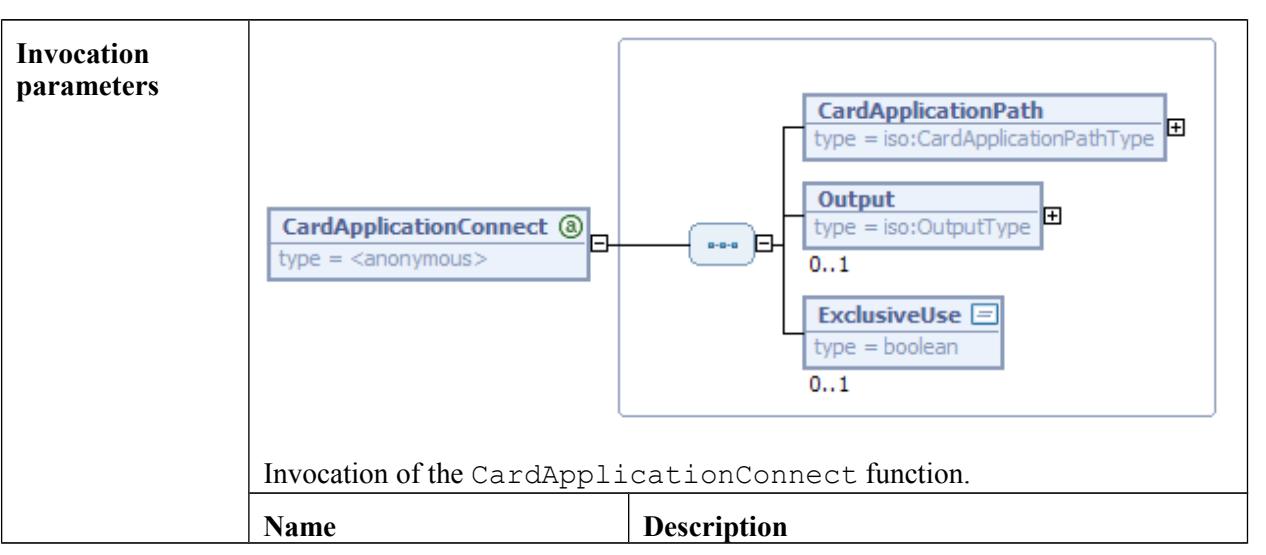 Invocation
parameters
CardApplicationPath
type = iso:CardApplicationPathType
Output
type = iso:OutputType
0..1
CardApplicationConnect
type = <anonymous>
ExclusiveUse
type = boolean
0..1
Invocation of the CardApplicationConnect function.
Name
Description